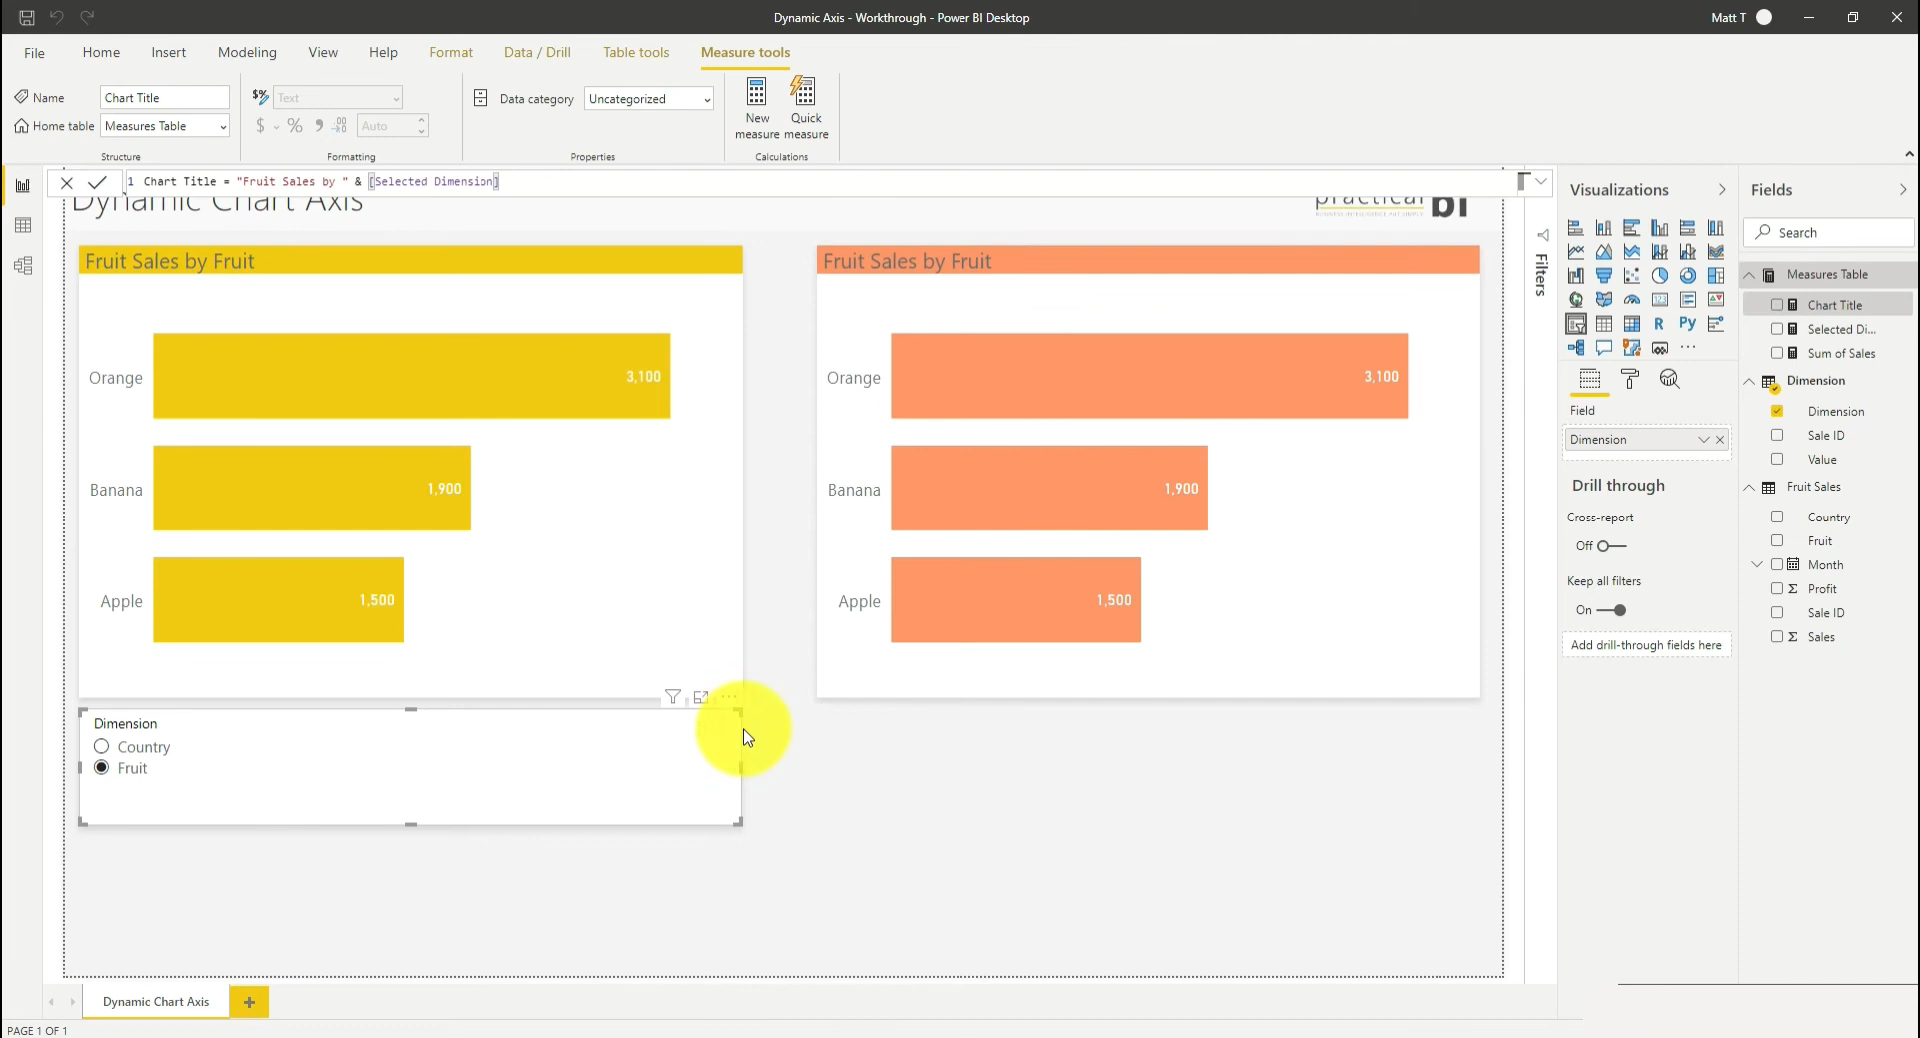 Dynamic Axis - Workthrough - Power BI Desktop
Matt T
File Home Insert Modeling View Help Format Data / Drill Table tools Measure tools
Name Chart Title
Home table Measures Table
Structure
Text
$ % 9 .00 Auto
Formatting
Data category Uncategorized
Properties
New measure
Quick measure
Calculations
1 Chart Title = "Fruit Sales by " & [Selected Dimension]
Dynamic Chart Axis
practical bi
Fruit Sales by Fruit
Orange 3,100
Banana 1,900
Apple 1,500
Fruit Sales by Fruit
Orange 3,100
Banana 1,900
Apple 1,500
Dimension
Country
Fruit
Filters
Visualizations
123
R Py
Field
Dimension
Drill through
Cross-report
Off
Keep all filters
On
Add drill-through fields here
Fields
Search
Measures Table
Chart Title
Selected Di...
Sum of Sales
Dimension
Dimension
Sale ID
Value
Fruit Sales
Country
Fruit
Month
Σ Profit
Sale ID
Σ Sales
Dynamic Chart Axis
PAGE 1 OF 1